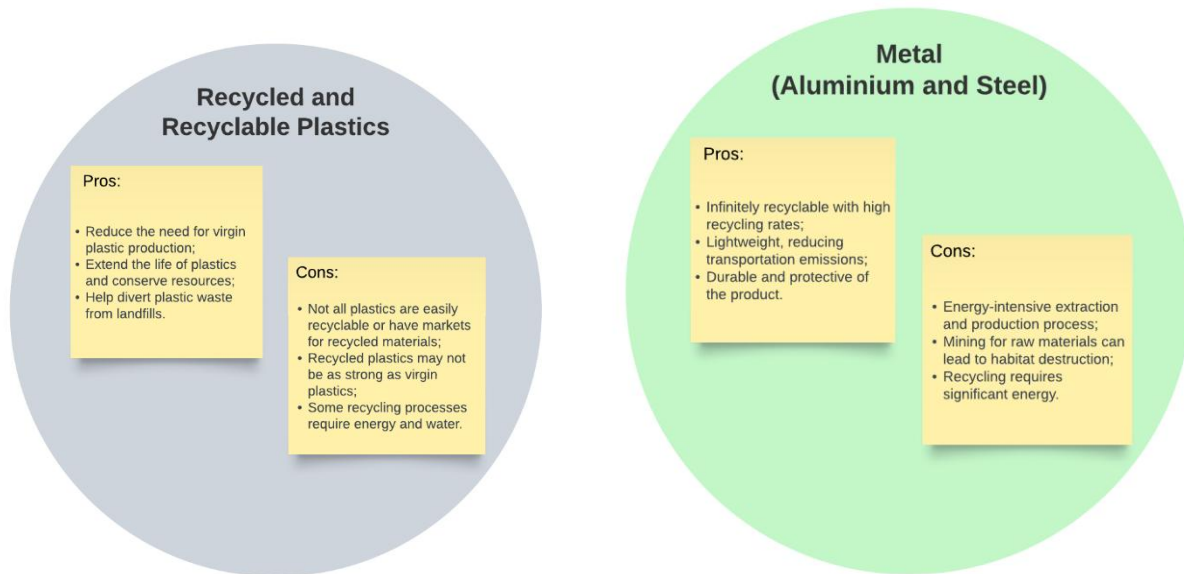 Recycled and
Recyclable Plastics
Pros:
• Reduce the need for virgin
plastic production;
• Extend the life of plastics
and conserve resources;
• Help divert plastic waste
from landfills.
Cons:
• Not all plastics are easily
recyclable or have markets
for recycled materials;
• Recycled plastics may not
be as strong as virgin
plastics;
• Some recycling processes
require energy and water.
Metal
(Aluminium and Steel)
Pros:
• Infinitely recyclable with high
recycling rates;
• Lightweight, reducing
transportation emissions;
• Durable and protective of
the product.
Cons:
• Energy-intensive extraction
and production process;
• Mining for raw materials can
lead to habitat destruction;
• Recycling requires
significant energy.